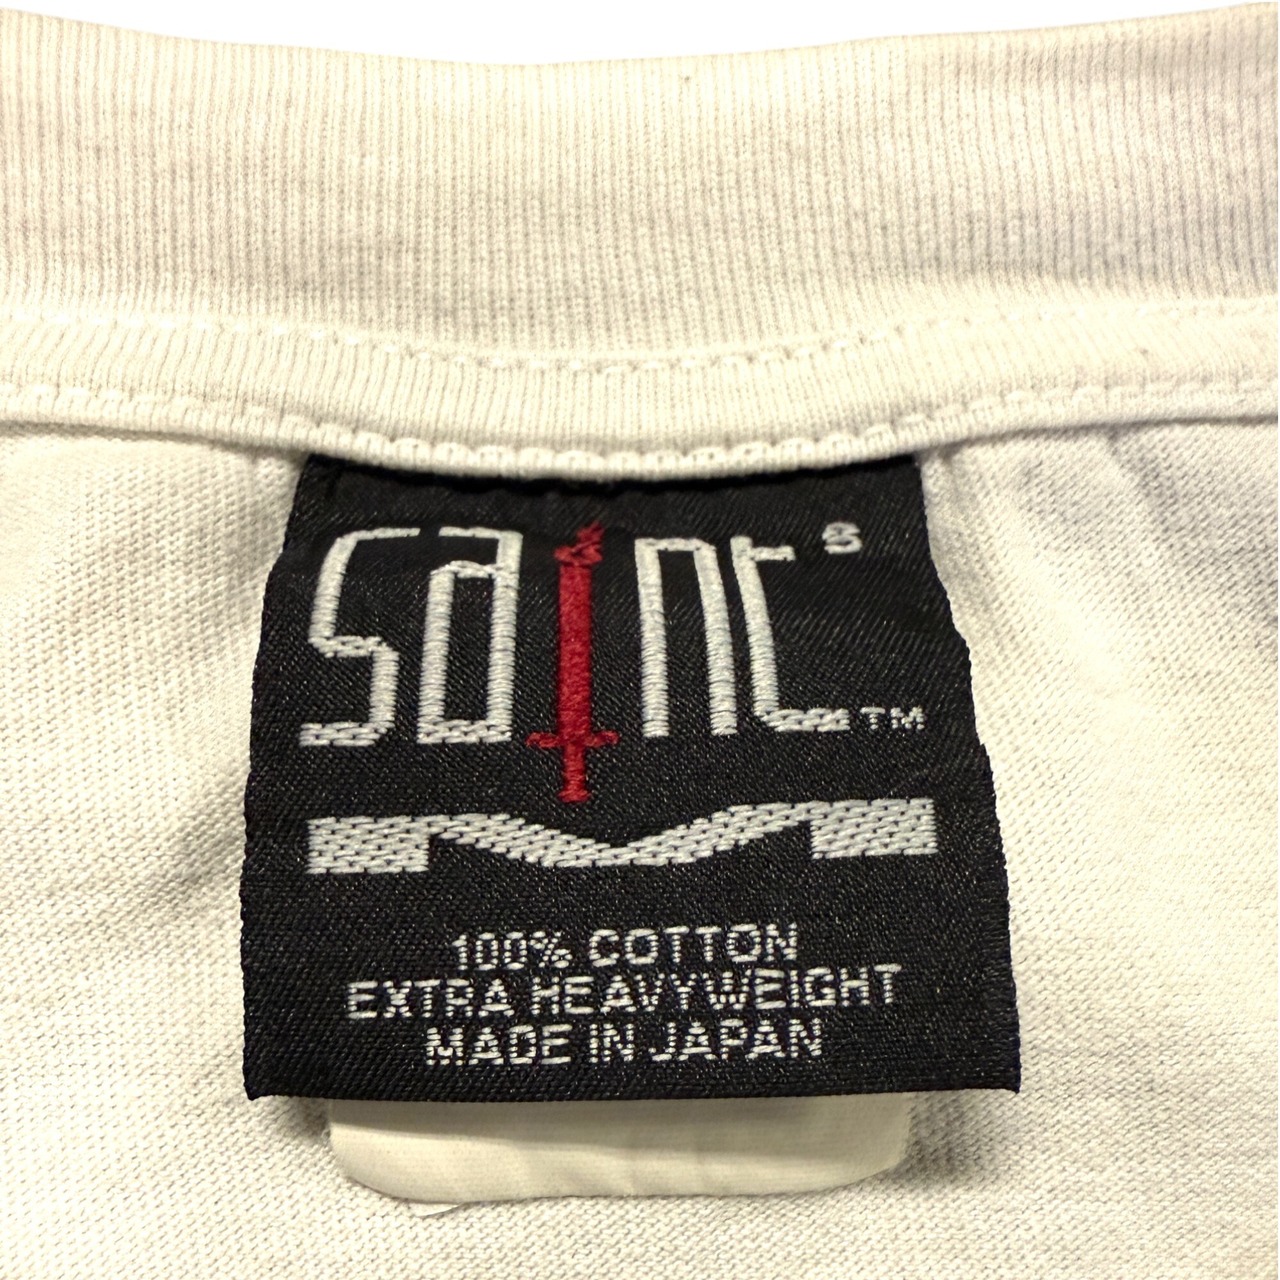 saint s ™
M
100% COTTON
EXTRA HEAVYWEIGHT
MADE IN JAPAN